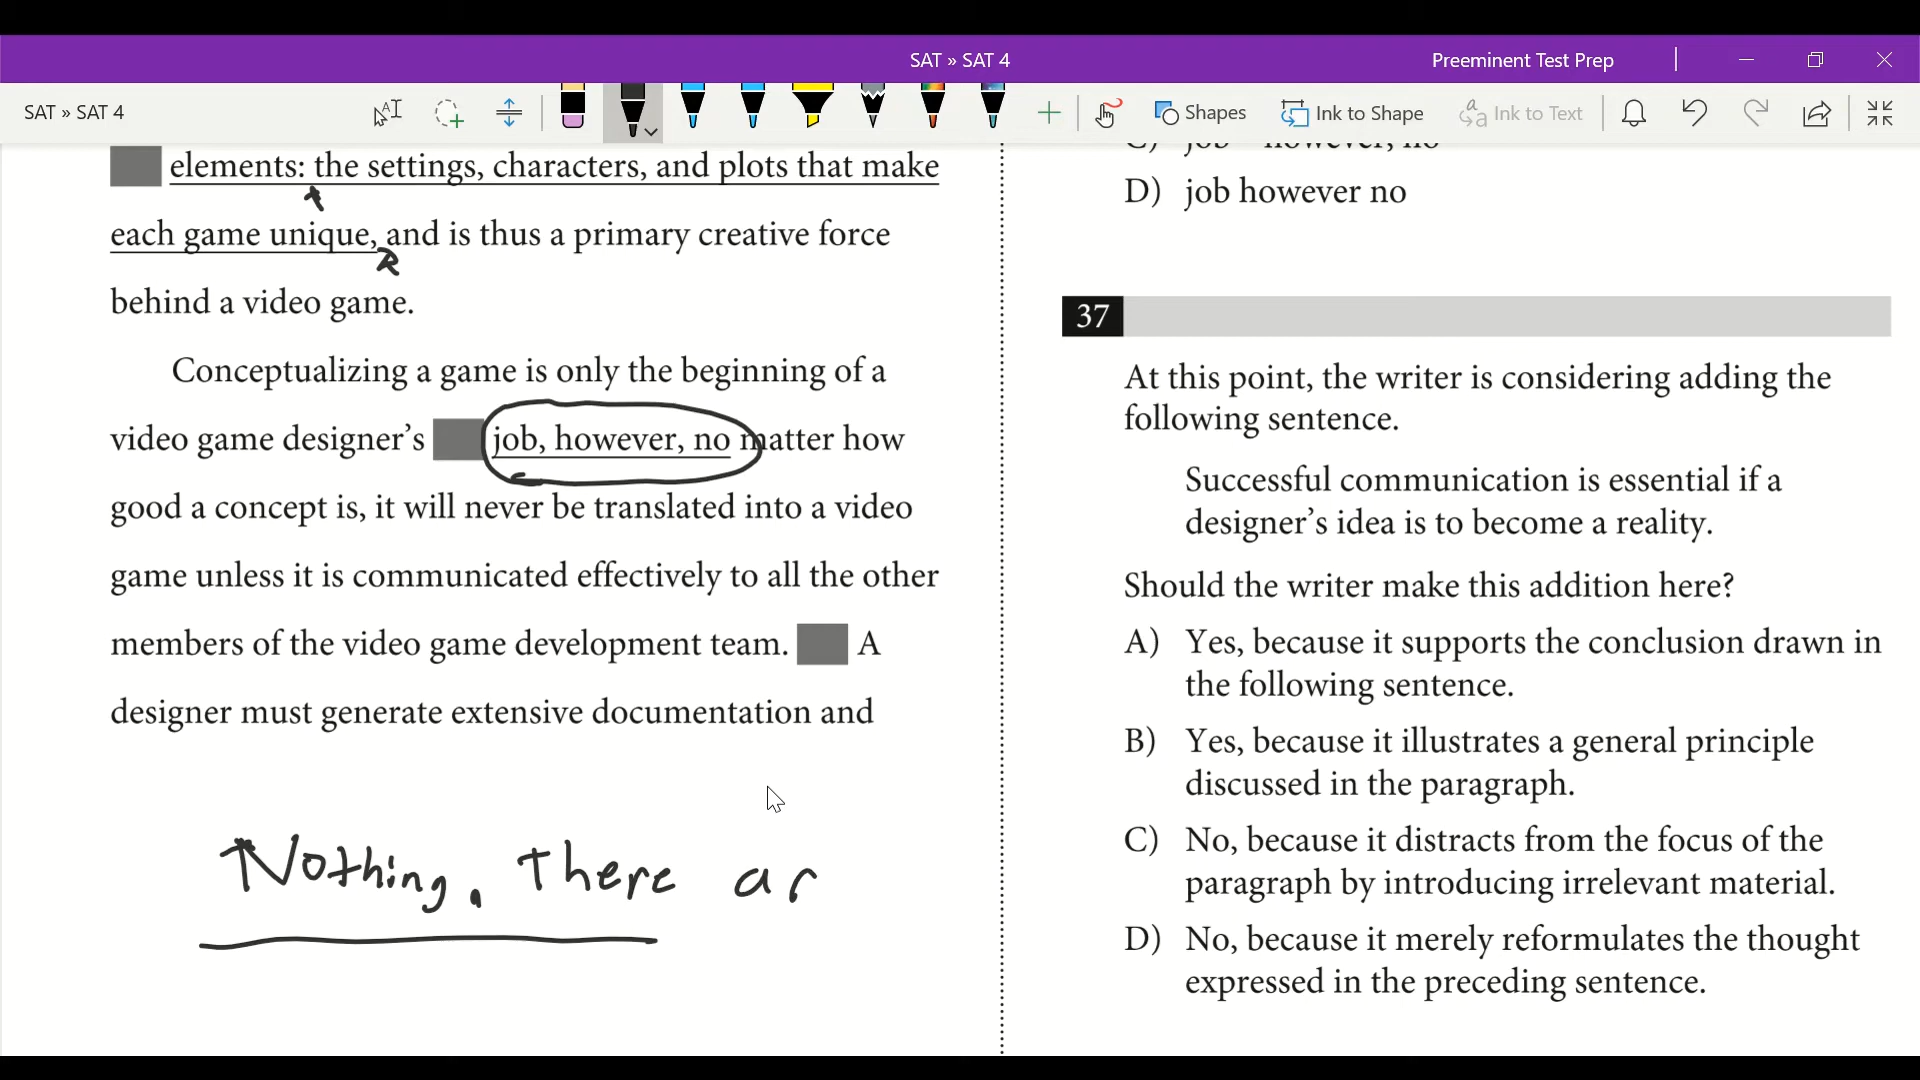 SAT » SAT 4
Preeminent Test Prep
SAT » SAT 4
Shapes
Ink to Shape
Ink to Text
elements: the settings, characters, and plots that make
each game unique, and is thus a primary creative force
behind a video game.
Conceptualizing a game is only the beginning of a
video game designer’s job, however, no matter how
good a concept is, it will never be translated into a video
game unless it is communicated effectively to all the other
members of the video game development team. A
designer must generate extensive documentation and
Nothing. There ar
C) job—however, no
D) job however no
37
At this point, the writer is considering adding the
following sentence.
Successful communication is essential if a
designer’s idea is to become a reality.
Should the writer make this addition here?
A) Yes, because it supports the conclusion drawn in
the following sentence.
B) Yes, because it illustrates a general principle
discussed in the paragraph.
C) No, because it distracts from the focus of the
paragraph by introducing irrelevant material.
D) No, because it merely reformulates the thought
expressed in the preceding sentence.